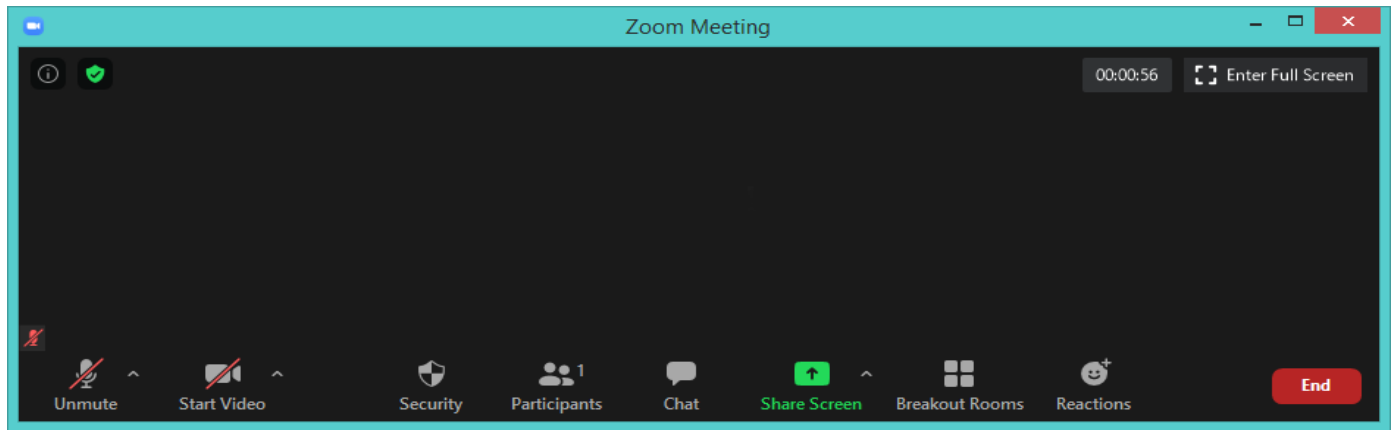 Zoom Meeting
00:00:56 Enter Full Screen
1
Unmute Start Video Security Participants Chat Share Screen Breakout Rooms Reactions End